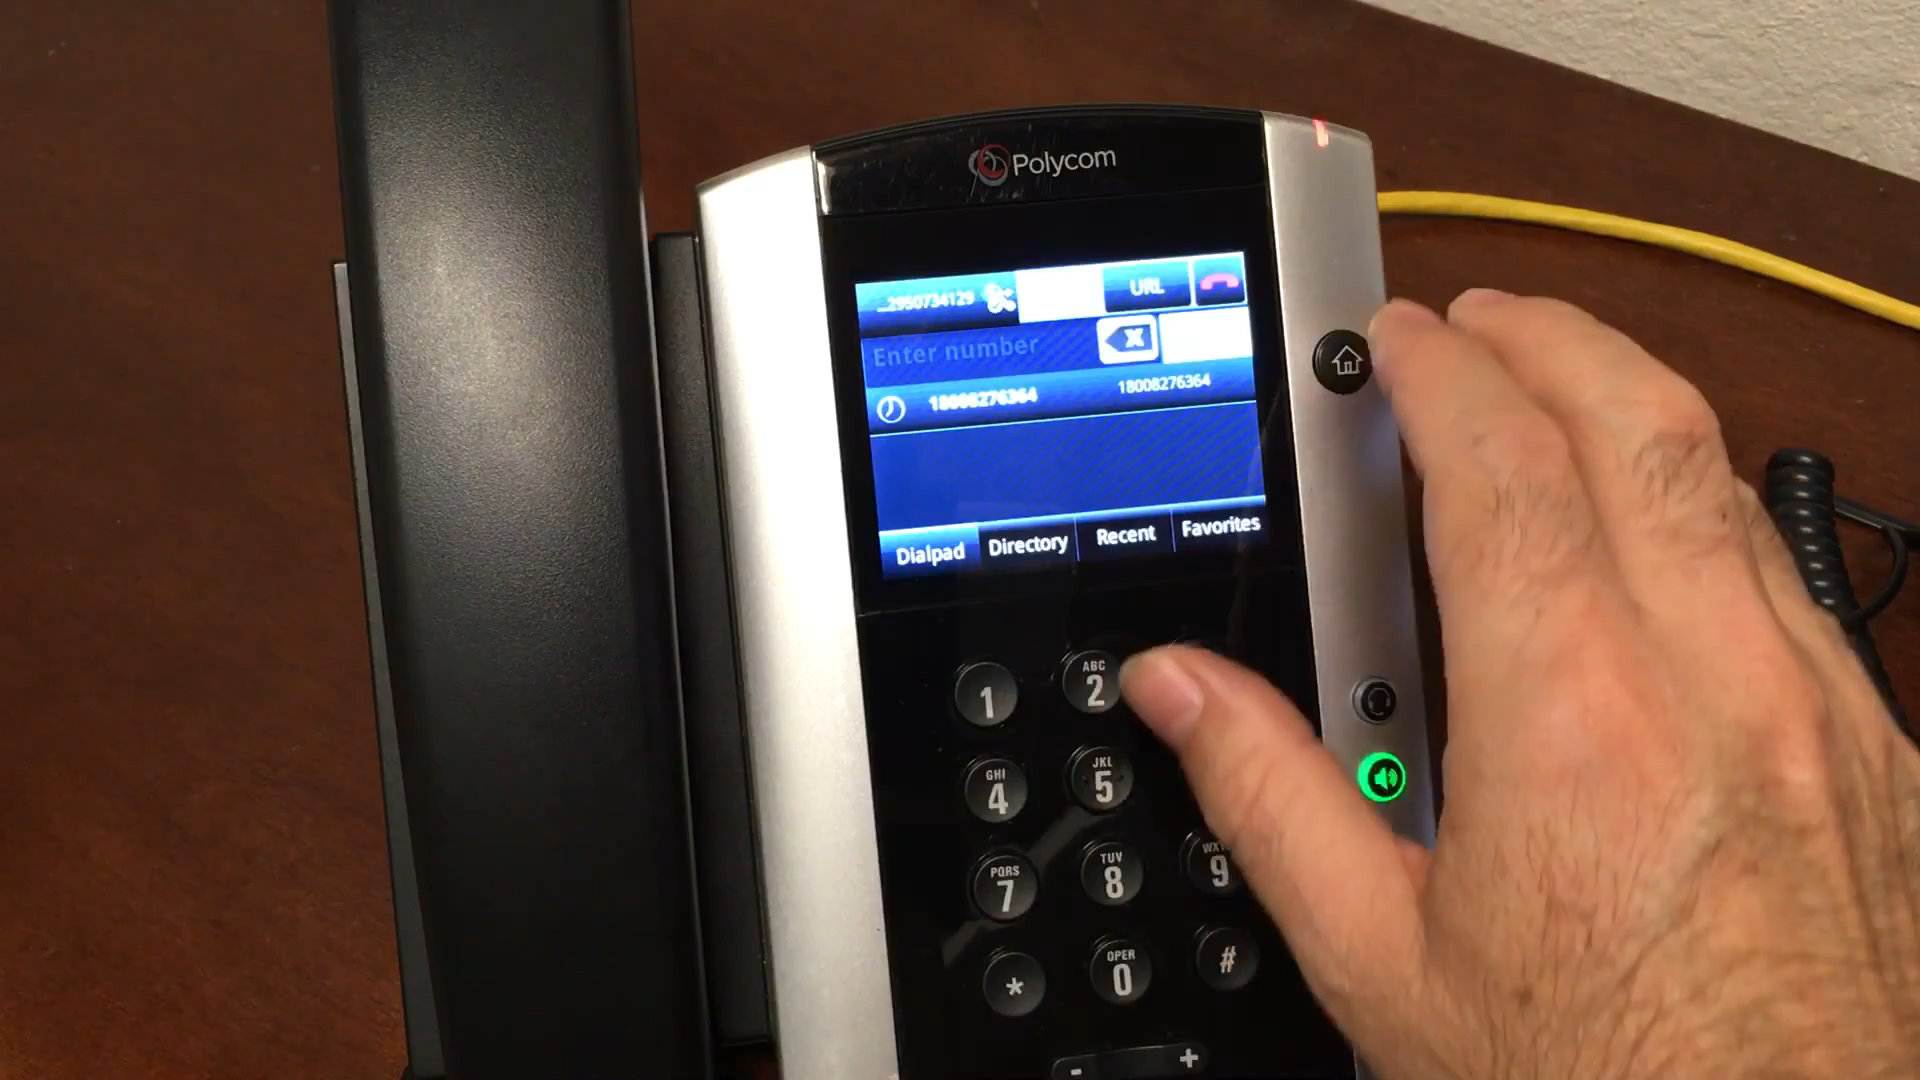 Polycom
...2950734129
URL
Enter number
18008276364 18008276364
Dialpad Directory Recent Favorites
1 ABC 2
GHI 4 JKL 5
PQRS 7 TUV 8 9
* OPER 0 #
- +